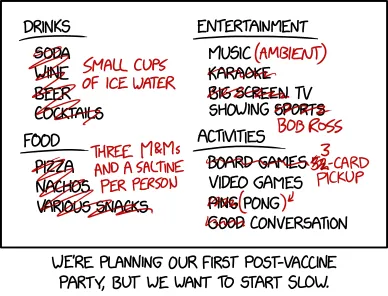 DRINKS
SODA
WINE
BEER
COCKTAILS
SMALL CUPS
OF ICE WATER
FOOD
PIZZA
NACHOS
VARIOUS SNACKS
THREE M&Ms
AND A SALTINE
PER PERSON
ENTERTAINMENT
MUSIC (AMBIENT)
KARAOKE
BIG SCREEN TV
SHOWING SPORTS
BOB ROSS
ACTIVITIES
BOARD GAMES
3
52-CARD
PICKUP
VIDEO GAMES
PING (PONG)
GOOD CONVERSATION
WE'RE PLANNING OUR FIRST POST-VACCINE
PARTY, BUT WE WANT TO START SLOW.